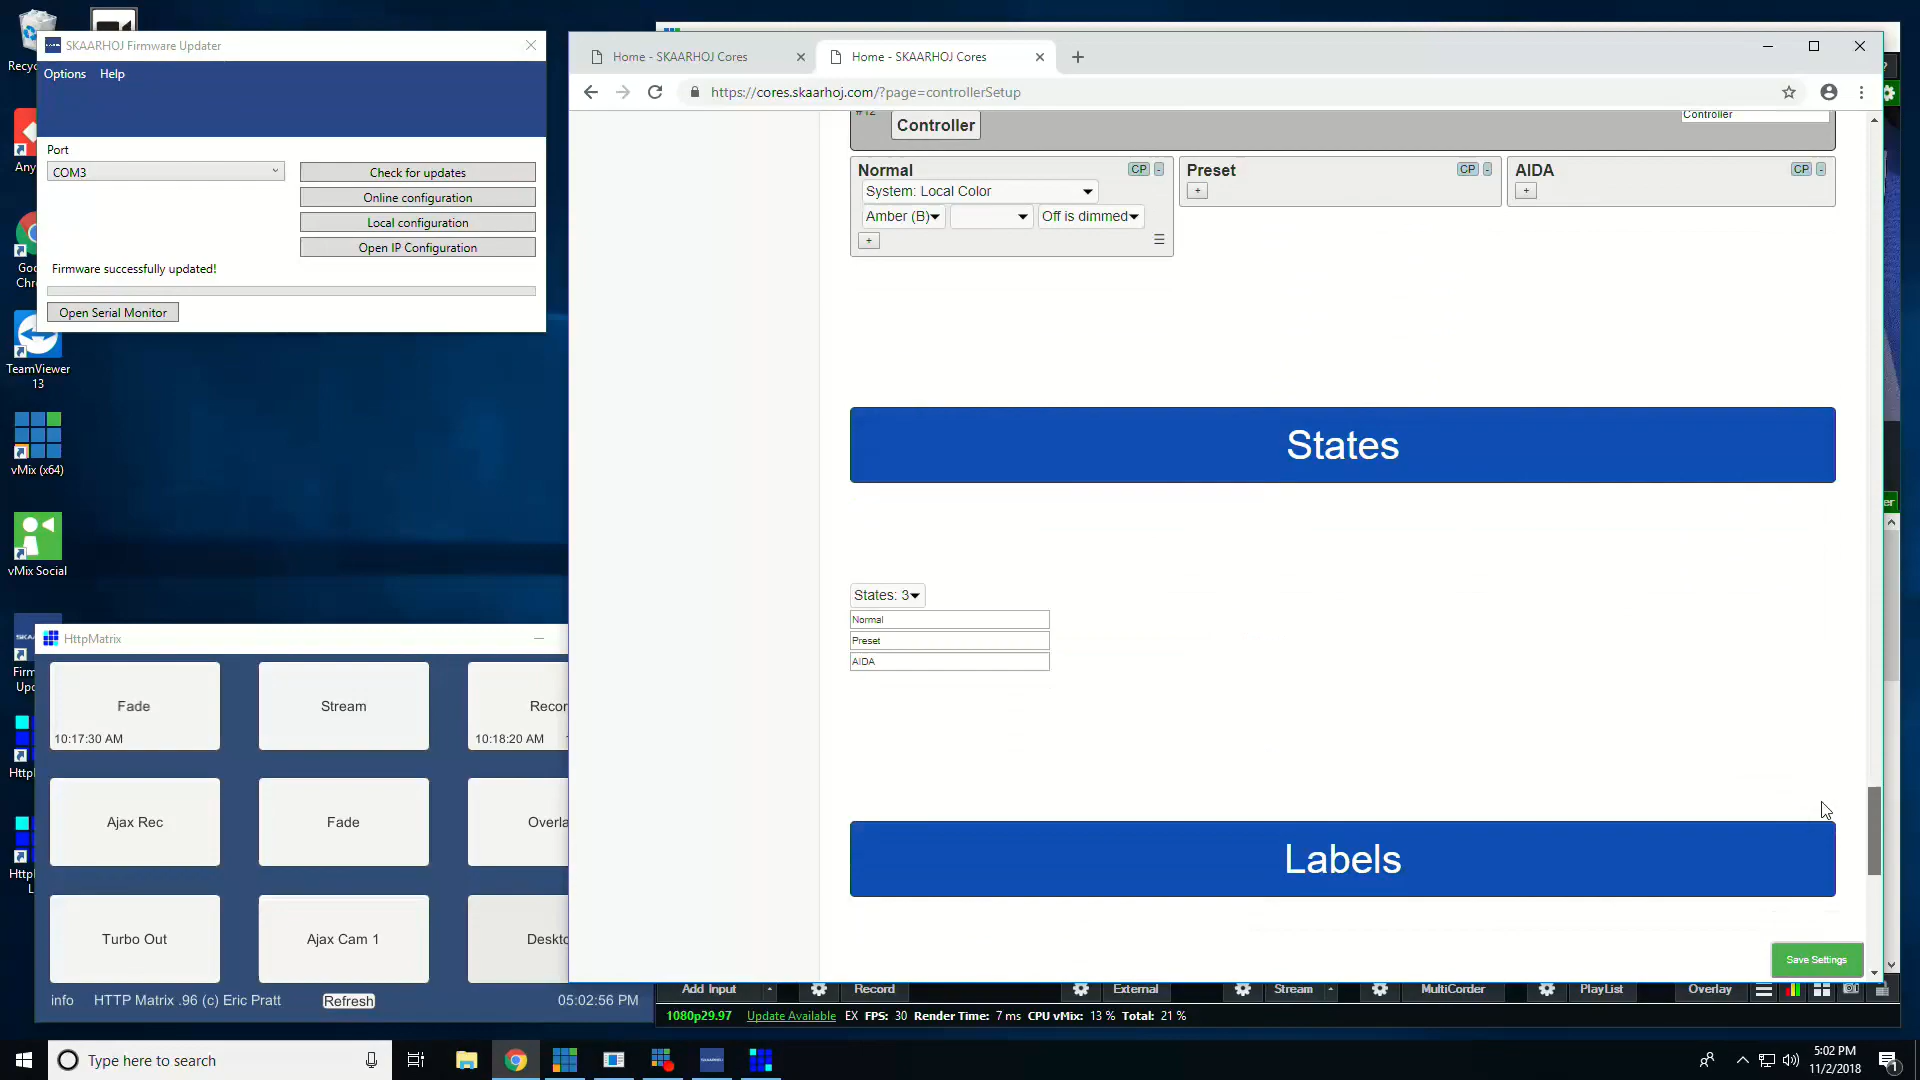 SKAARHOJ Firmware Updater
Options Help
Port
COM3
Check for updates
Online configuration
Local configuration
Open IP Configuration
Firmware successfully updated!
Open Serial Monitor
TeamViewer
13
vMix (x64)
vMix Social
HttpMatrix
Fade
10:17:30 AM
Stream
10:18:20 AM
Ajax Rec
Fade
Turbo Out
Ajax Cam 1
info HTTP Matrix .96 (c) Eric Pratt Refresh 05:02:56 PM
Home - SKAARHOJ Cores
Home - SKAARHOJ Cores
https://cores.skaarhoj.com/?page=controllerSetup
#12
Controller
Controller
Normal CP -
System: Local Color
Amber (B) Off is dimmed
+
Preset CP -
+
AIDA CP -
+
States
States: 3
Normal
Preset
AIDA
Labels
Save Settings
Add Input Record External Stream MultiCorder PlayList Overlay
1080p29.97 Update Available EX FPS: 30 Render Time: 7 ms CPU vMix: 13 % Total: 21 %
Type here to search
5:02 PM
11/2/2018
1